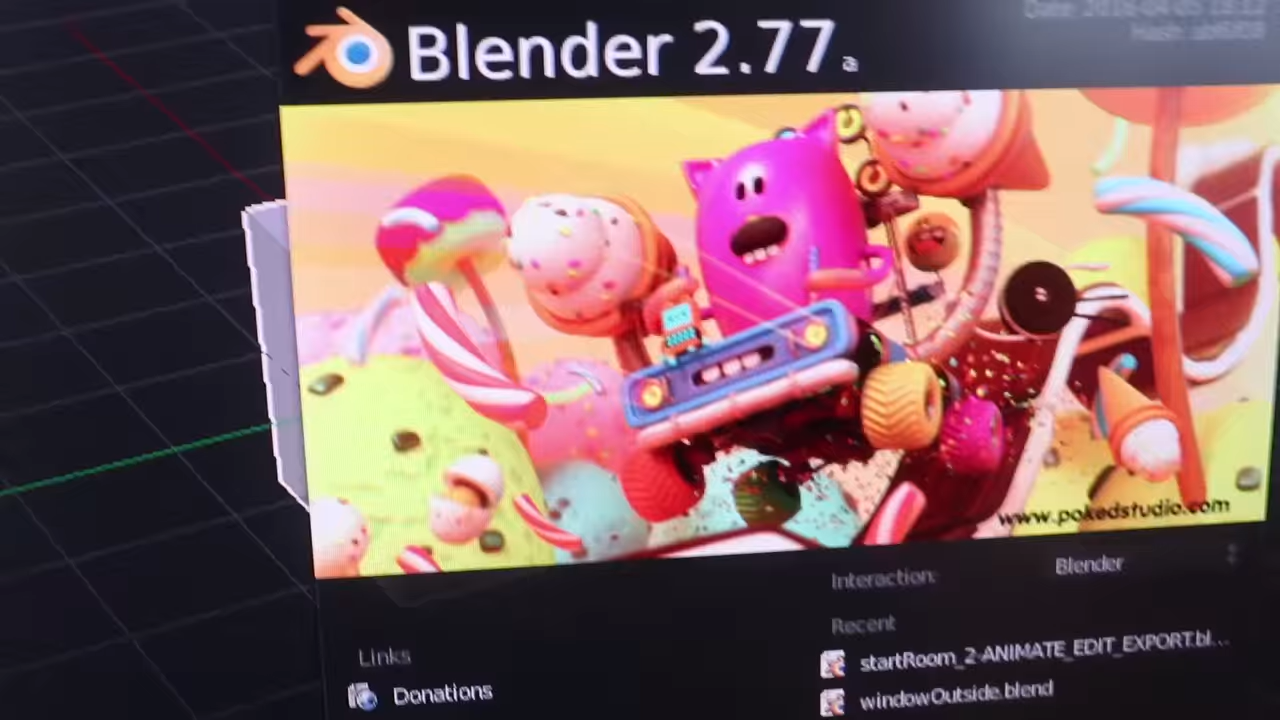 Blender 2.77 a
www.pokedstudio.com
Interaction:
Blender
Recent
Links
startRoom_2-ANIMATE_EDIT_EXPORT.bl...
Donations
windowOutside.blend